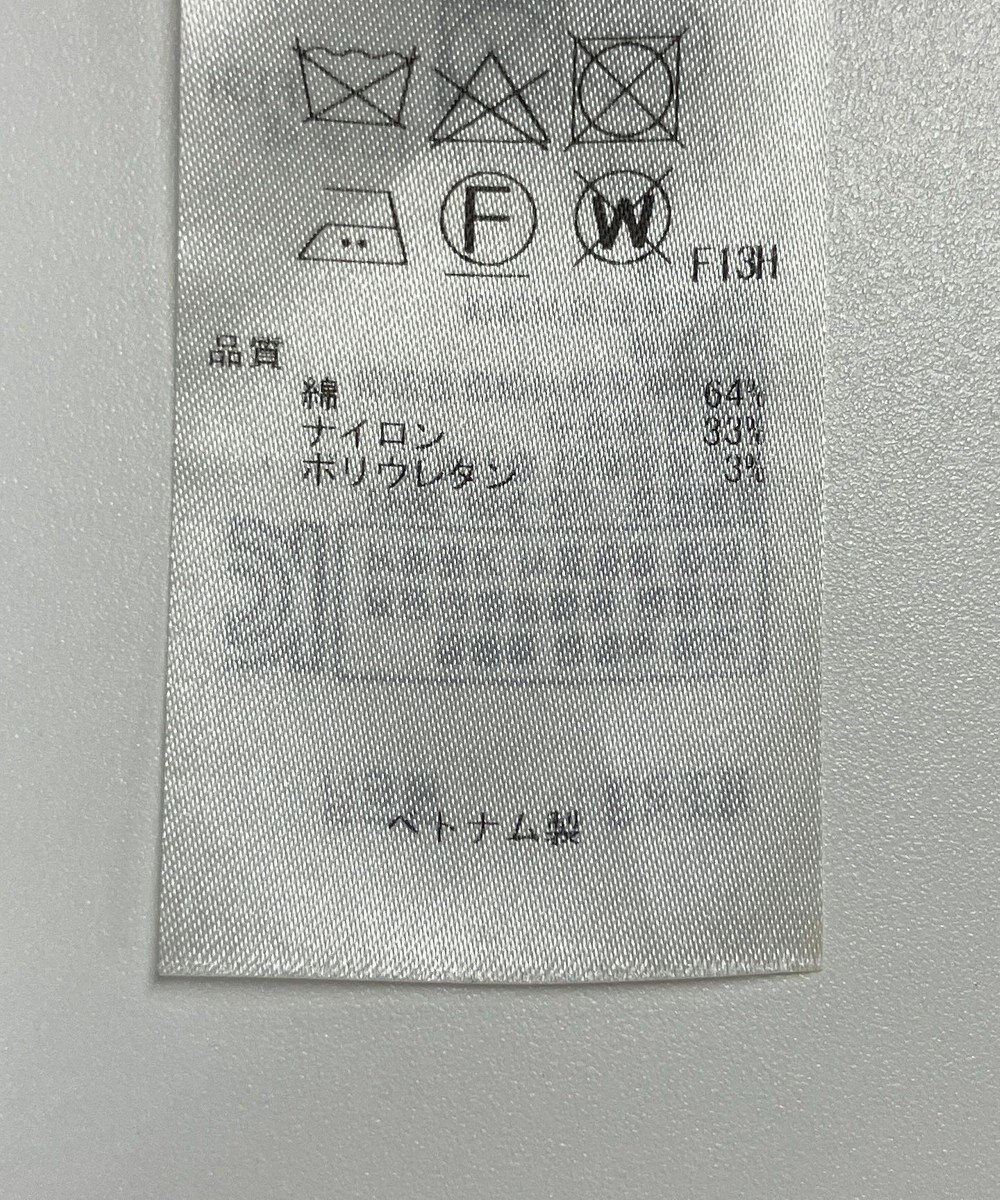 F W F13H
品質
綿 64%
ナイロン 33%
ポリウレタン 3%
ベトナム製